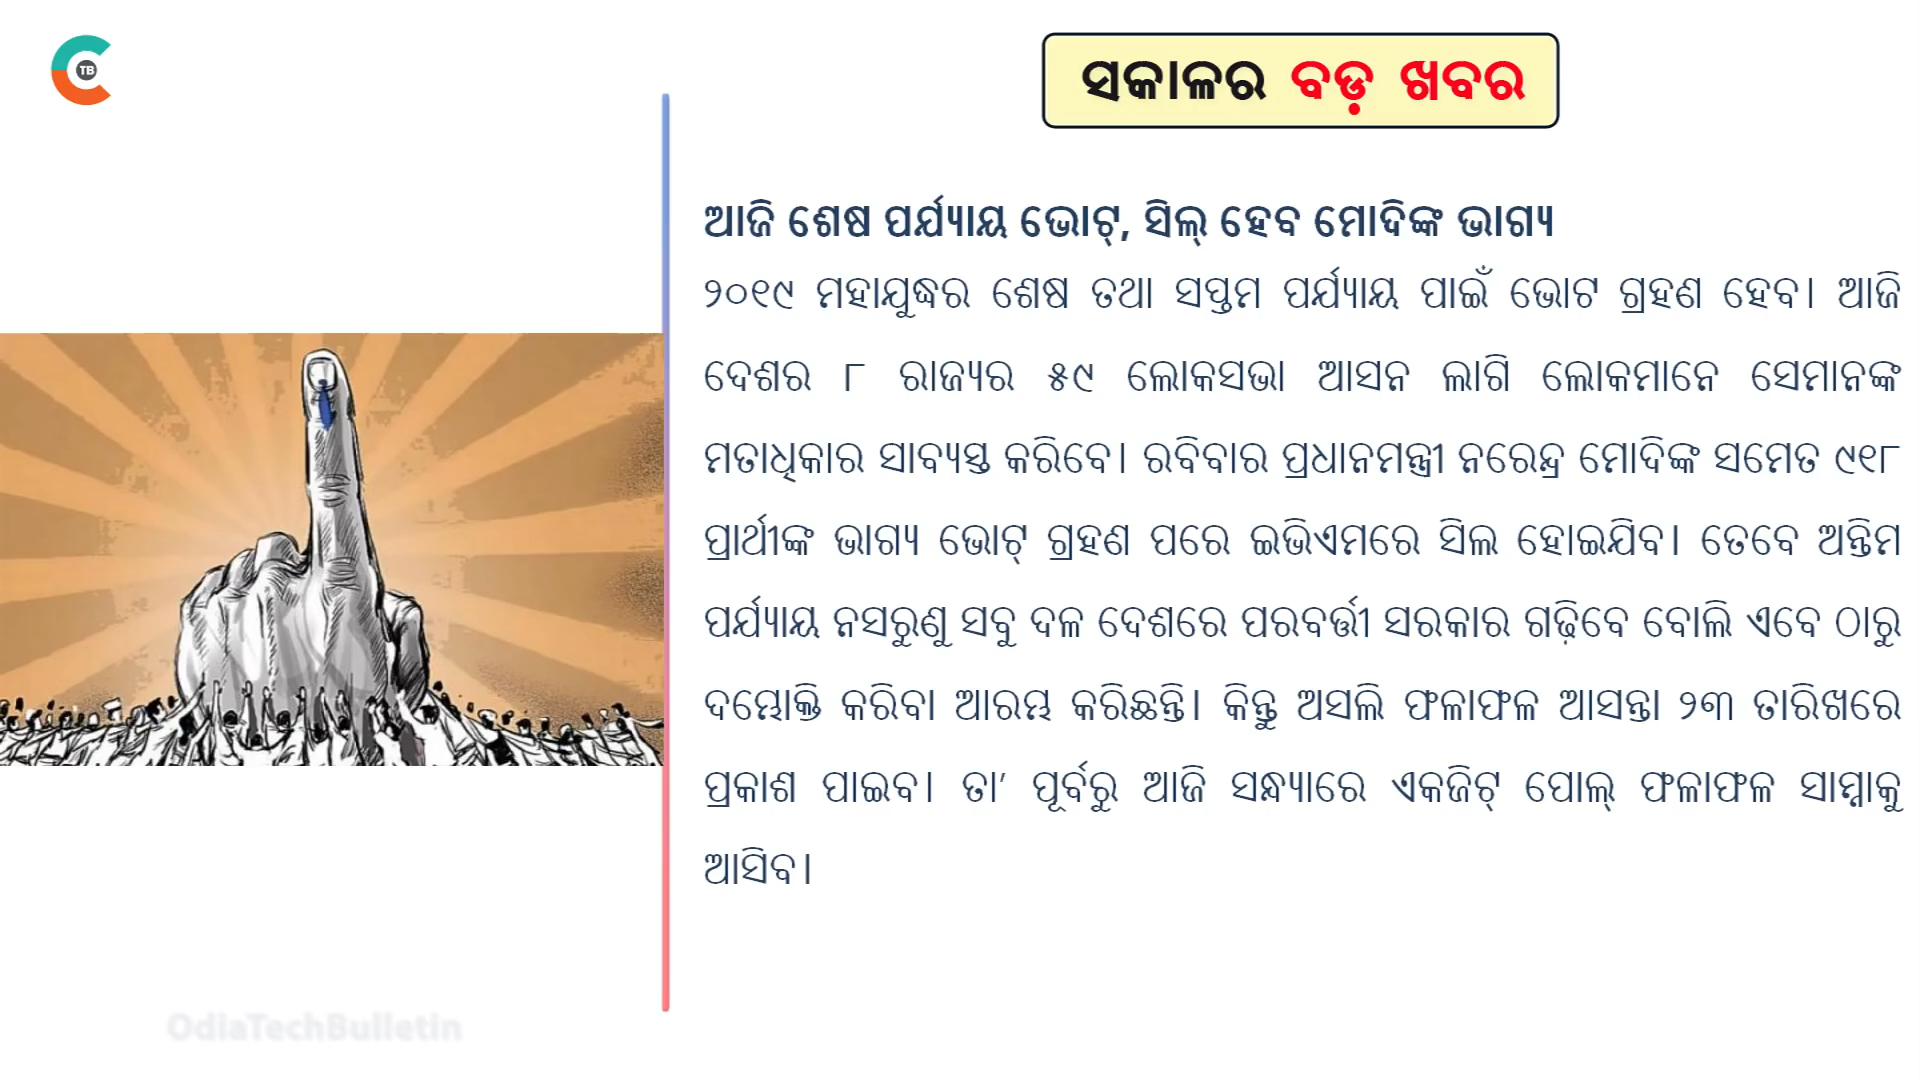 TB
ସକାଳର ବଡ଼ ଖବର
ଆଜି ଶେଷ ପର୍ଯ୍ୟାୟ ଭୋଟ୍, ସିଲ୍ ହେବ ମୋଦିଙ୍କ ଭାଗ୍ୟ
୨୦୧୯ ମହାଯୁଦ୍ଧର ଶେଷ ତଥା ସପ୍ତମ ପର୍ଯ୍ୟାୟ ପାଇଁ ଭୋଟ ଗ୍ରହଣ ହେବ। ଆଜି
ଦେଶର ୮ ରାଜ୍ୟର ୫୯ ଲୋକସଭା ଆସନ ଲାଗି ଲୋକମାନେ ସେମାନଙ୍କ
ମତାଧିକାର ସାବ୍ୟସ୍ତ କରିବେ। ରବିବାର ପ୍ରଧାନମନ୍ତ୍ରୀ ନରେନ୍ଦ୍ର ମୋଦିଙ୍କ ସମେତ ୯୧୮
ପ୍ରାର୍ଥୀଙ୍କ ଭାଗ୍ୟ ଭୋଟ୍ ଗ୍ରହଣ ପରେ ଇଭିଏମରେ ସିଲ ହୋଇଯିବ। ତେବେ ଅନ୍ତିମ
ପର୍ଯ୍ୟାୟ ନସରୁଣୁ ସବୁ ଦଳ ଦେଶରେ ପରବର୍ତ୍ତୀ ସରକାର ଗଢ଼ିବେ ବୋଲି ଏବେ ଠାରୁ
ଦମ୍ଭୋକ୍ତି କରିବା ଆରମ୍ଭ କରିଛନ୍ତି। କିନ୍ତୁ ଅସଲି ଫଳାଫଳ ଆସନ୍ତା ୨୩ ତାରିଖରେ
ପ୍ରକାଶ ପାଇବ। ତା’ ପୂର୍ବରୁ ଆଜି ସନ୍ଧ୍ୟାରେ ଏକଜିଟ୍ ପୋଲ୍ ଫଳାଫଳ ସାମ୍ନାକୁ
ଆସିବ।
OdiaTechBulletin